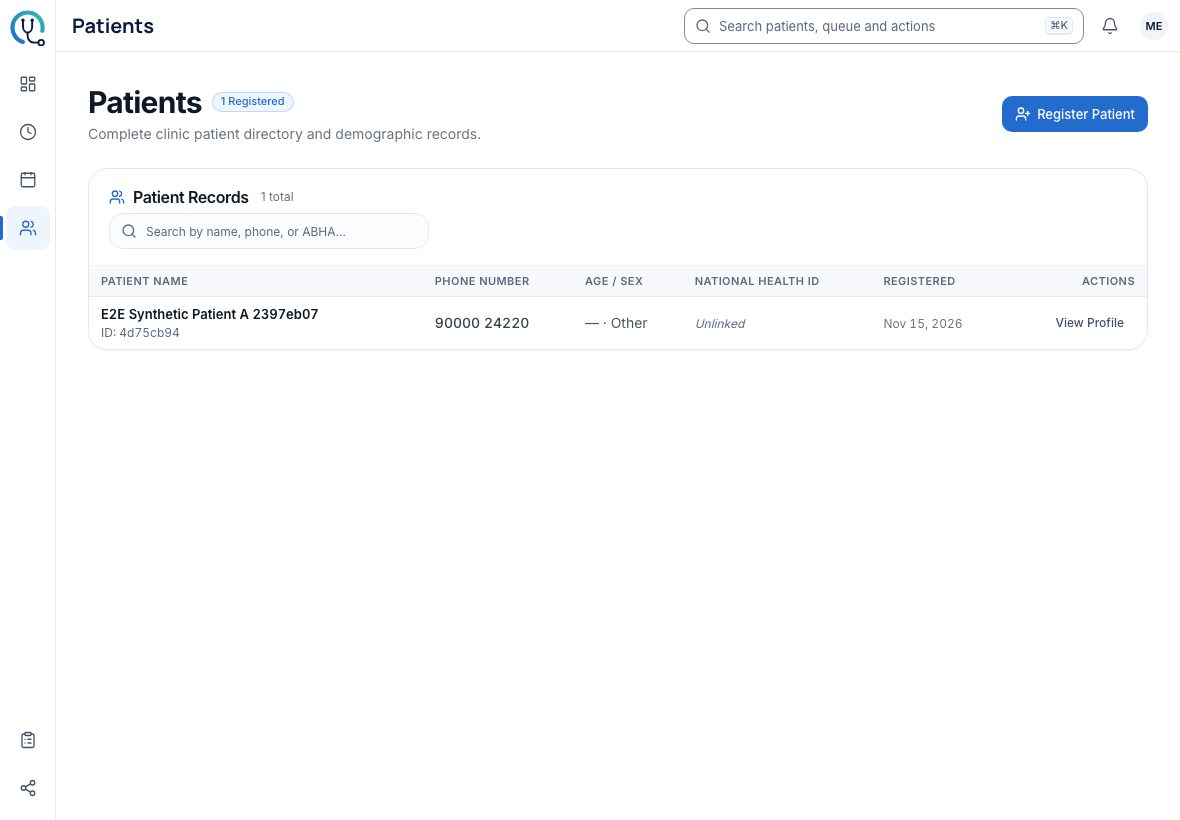 Patients
Search patients, queue and actions ⌘K
ME
Patients 1 Registered
Complete clinic patient directory and demographic records.
Register Patient
Patient Records 1 total
Search by name, phone, or ABHA...
PATIENT NAME PHONE NUMBER AGE / SEX NATIONAL HEALTH ID REGISTERED ACTIONS
E2E Synthetic Patient A 2397eb07
ID: 4d75cb94
90000 24220 — · Other Unlinked Nov 15, 2026 View Profile